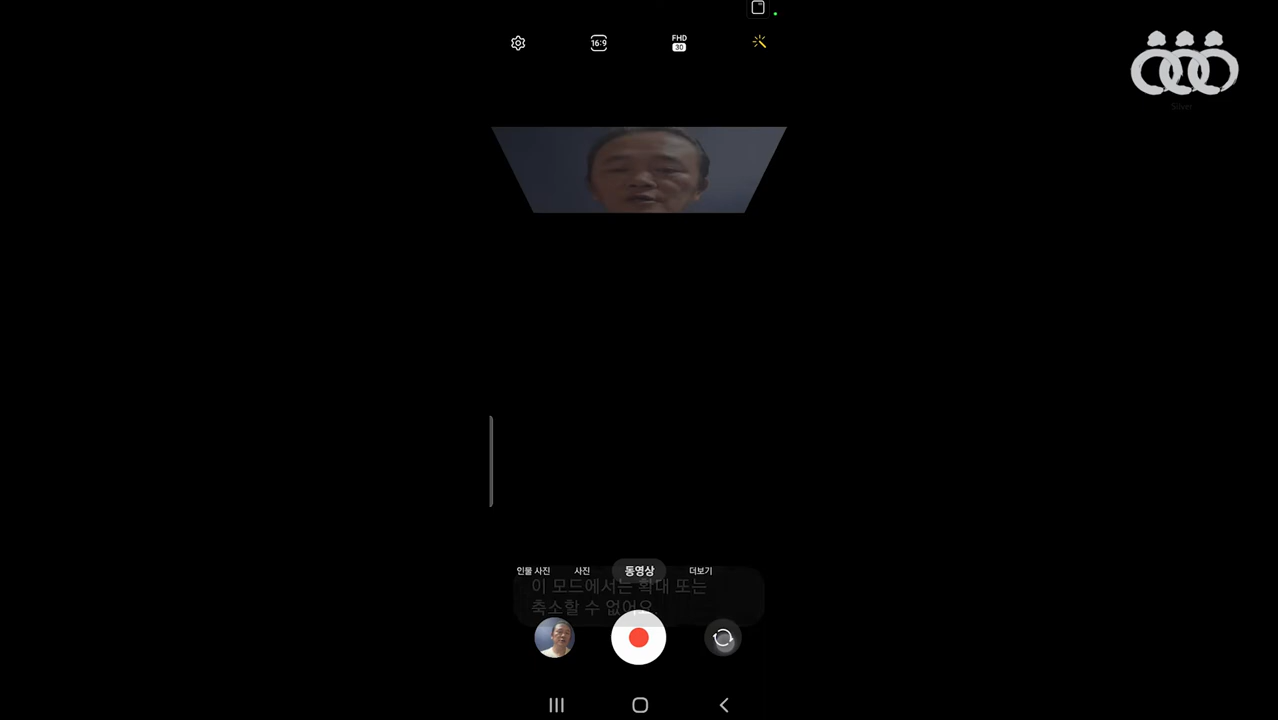 16:9
FHD
30
Silver
인물 사진 사진 동영상 더보기
이 모드에서는 확대 또는
축소할 수 없어요